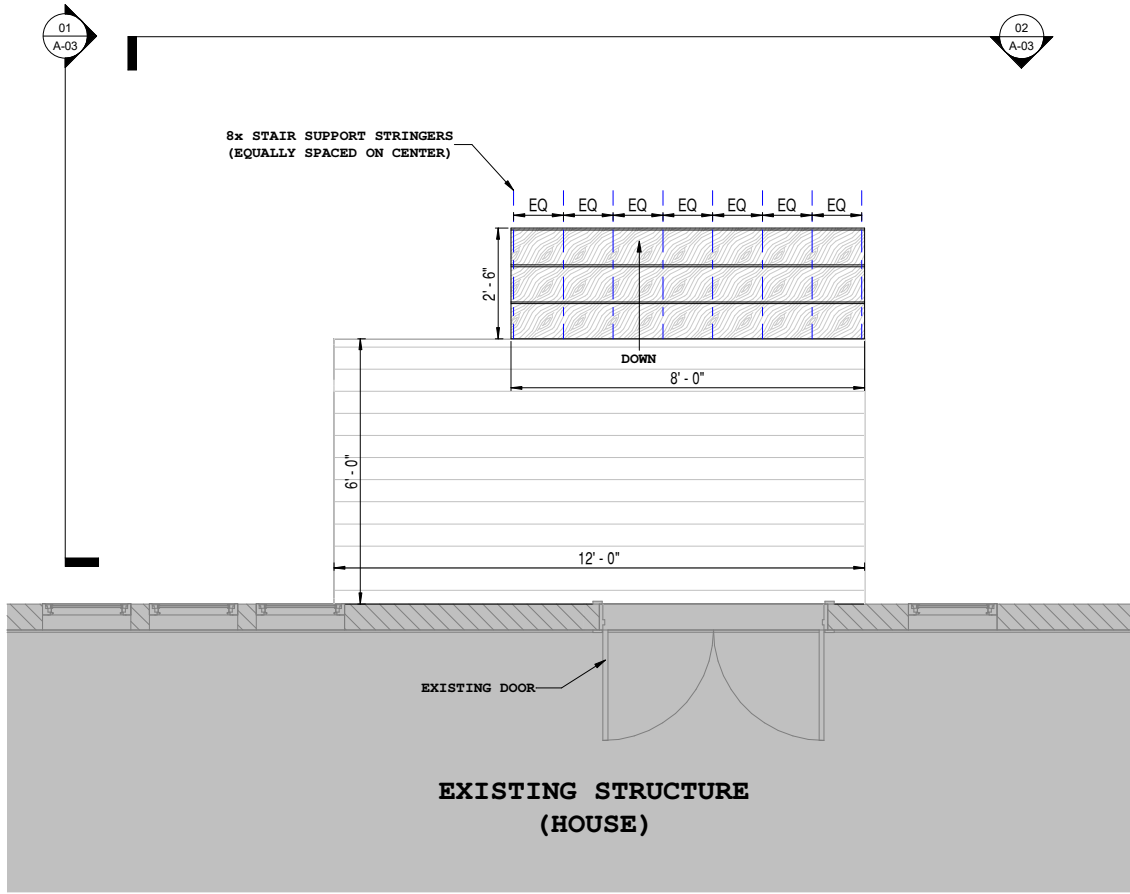 01
A-03
02
A-03
8x STAIR SUPPORT STRINGERS
(EQUALLY SPACED ON CENTER)
EQ EQ EQ EQ EQ EQ EQ
2' - 6"
DOWN
8' - 0"
6' - 0"
12' - 0"
EXISTING DOOR
EXISTING STRUCTURE
(HOUSE)